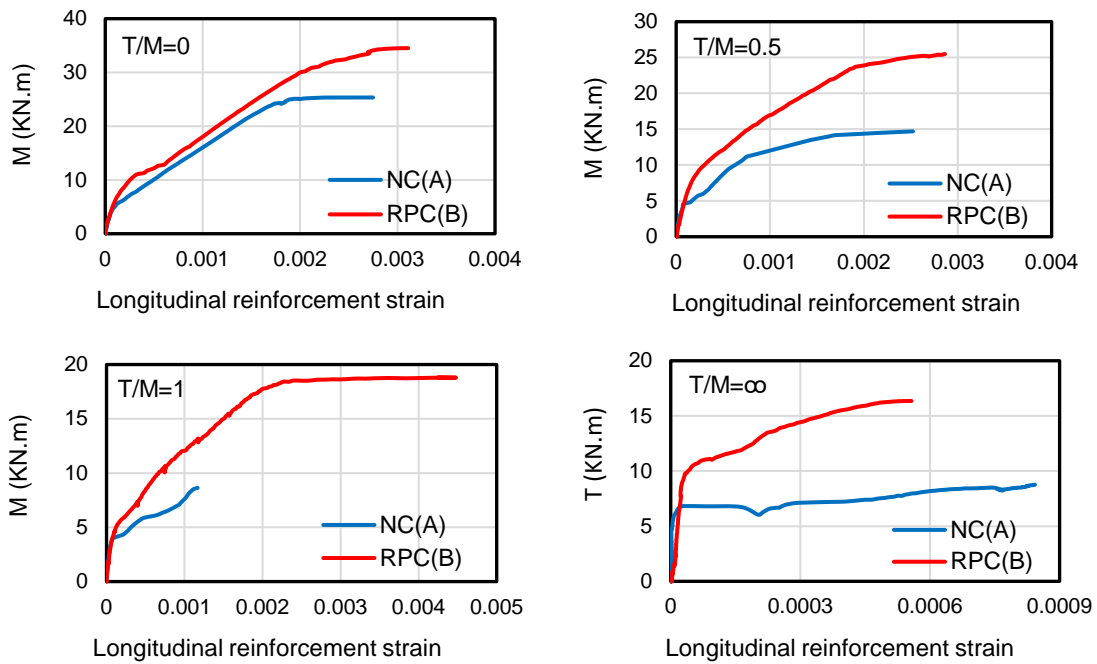 T/M=0
M (KN.m)
40
30
20
10
0
NC(A)
RPC(B)
0 0.001 0.002 0.003 0.004
Longitudinal reinforcement strain
T/M=0.5
M (KN.m)
30
25
20
15
10
5
0
NC(A)
RPC(B)
0 0.001 0.002 0.003 0.004
Longitudinal reinforcement strain
T/M=1
M (KN.m)
20
15
10
5
0
NC(A)
RPC(B)
0 0.001 0.002 0.003 0.004 0.005
Longitudinal reinforcement strain
T/M=∞
T (KN.m)
20
15
10
5
0
NC(A)
RPC(B)
0 0.0003 0.0006 0.0009
Longitudinal reinforcement strain